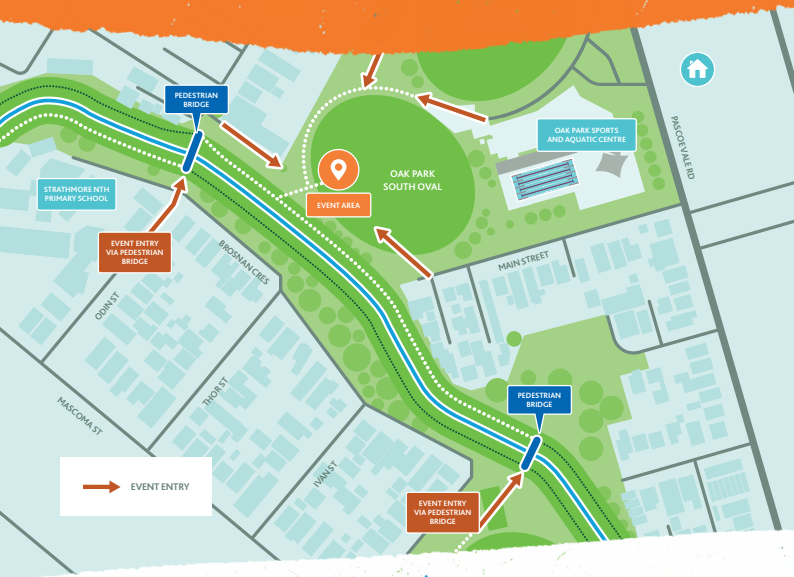 PEDESTRIAN
BRIDGE
PASCOEVALE RD
OAK PARK SPORTS
AND AQUATIC CENTRE
OAK PARK
SOUTH OVAL
STRATHMORE NTH
PRIMARY SCHOOL
EVENT AREA
EVENT ENTRY
VIA PEDESTRIAN
BRIDGE
BROSNAN CRES
MAIN STREET
ODIN ST
THOR ST
MASCOMA ST
PEDESTRIAN
BRIDGE
IVAN ST
EVENT ENTRY
EVENT ENTRY
VIA PEDESTRIAN
BRIDGE